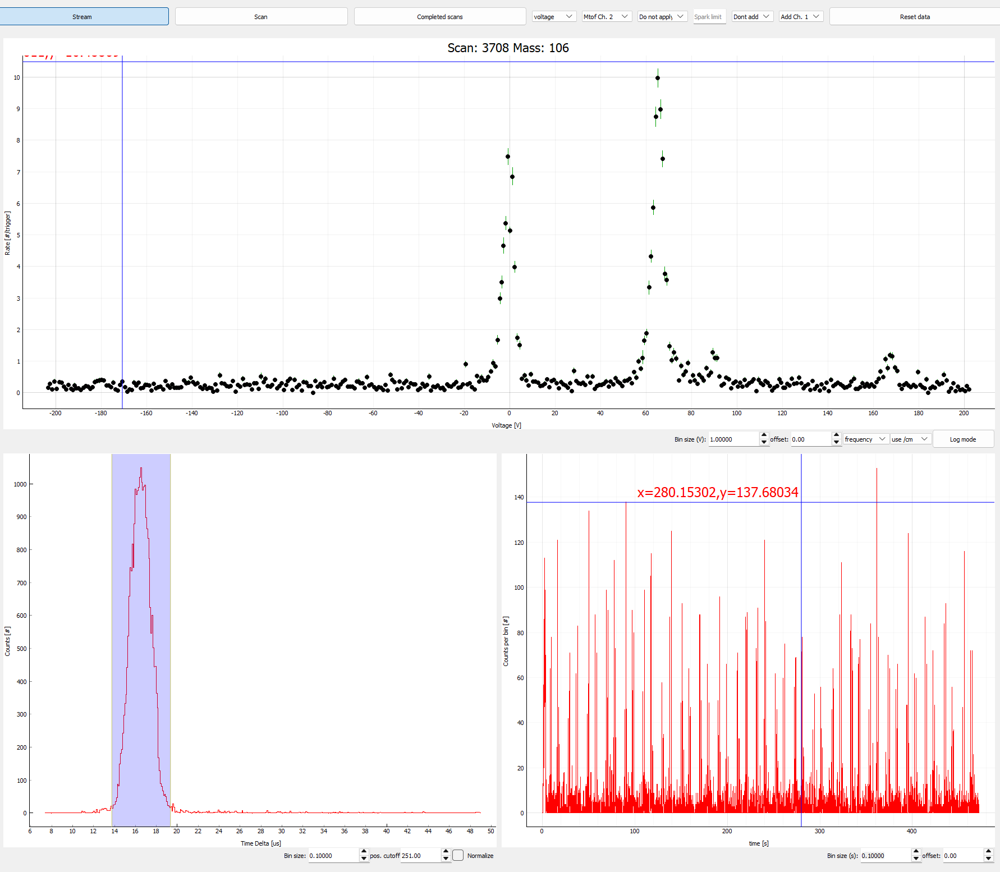 Stream Scan Completed scans voltage Mtof Ch. 2 Do not apply Spark limit Dont add Add Ch. 1 Reset data
Scan: 3708 Mass: 106
10
9
8
7
6
5
4
3
2
1
0
Rate [#/trigger]
-200 -180 -160 -140 -120 -100 -80 -60 -40 -20 0 20 40 60 80 100 120 140 160 180 200
Voltage [V]
Bin size (V): 1.00000 offset: 0.00 frequency use /cm Log mode
1000
900
800
700
600
500
400
300
200
100
0
Counts [#]
6 8 10 12 14 16 18 20 22 24 26 28 30 32 34 36 38 40 42 44 46 48 50
Time Delta [us]
Bin size: 0.10000 pos. cutoff 251.00 Normalize
x=280.15302,y=137.68034
140
120
100
80
60
40
20
0
Counts per bin [#]
0 100 200 300 400
time [s]
Bin size (s): 0.10000 offset: 0.00